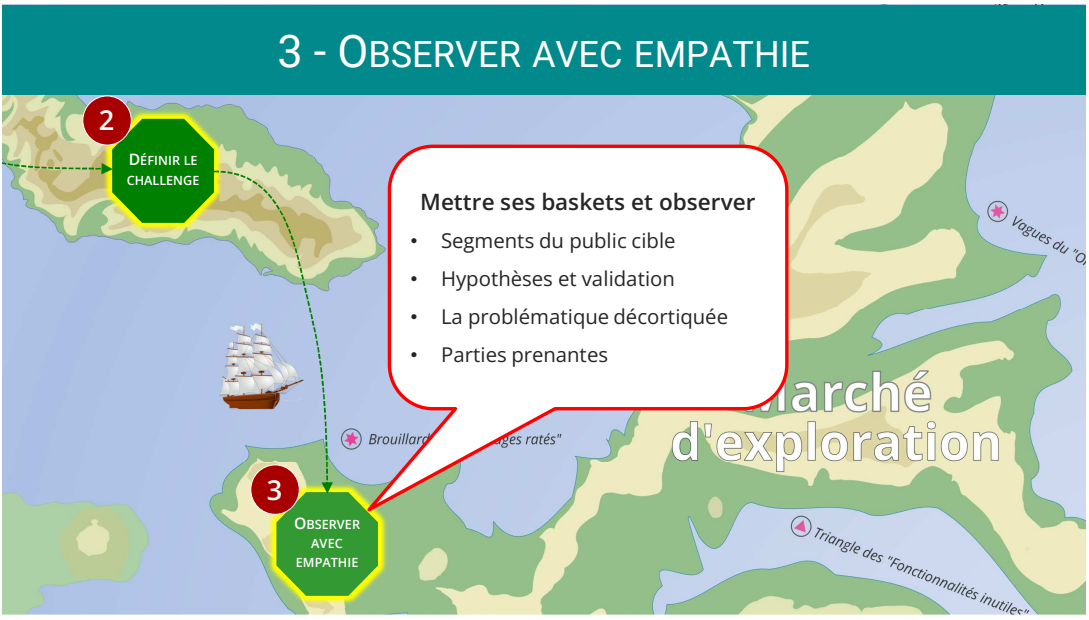 3 - OBSERVER AVEC EMPATHIE
2
DÉFINIR LE
CHALLENGE
Mettre ses baskets et observer
• Segments du public cible
• Hypothèses et validation
• La problématique décortiquée
• Parties prenantes
Vagues du "O
Marché
d'exploration
Brouillard ages ratés"
3
OBSERVER
AVEC
EMPATHIE
Triangle des "Fonctionnalités inutiles"